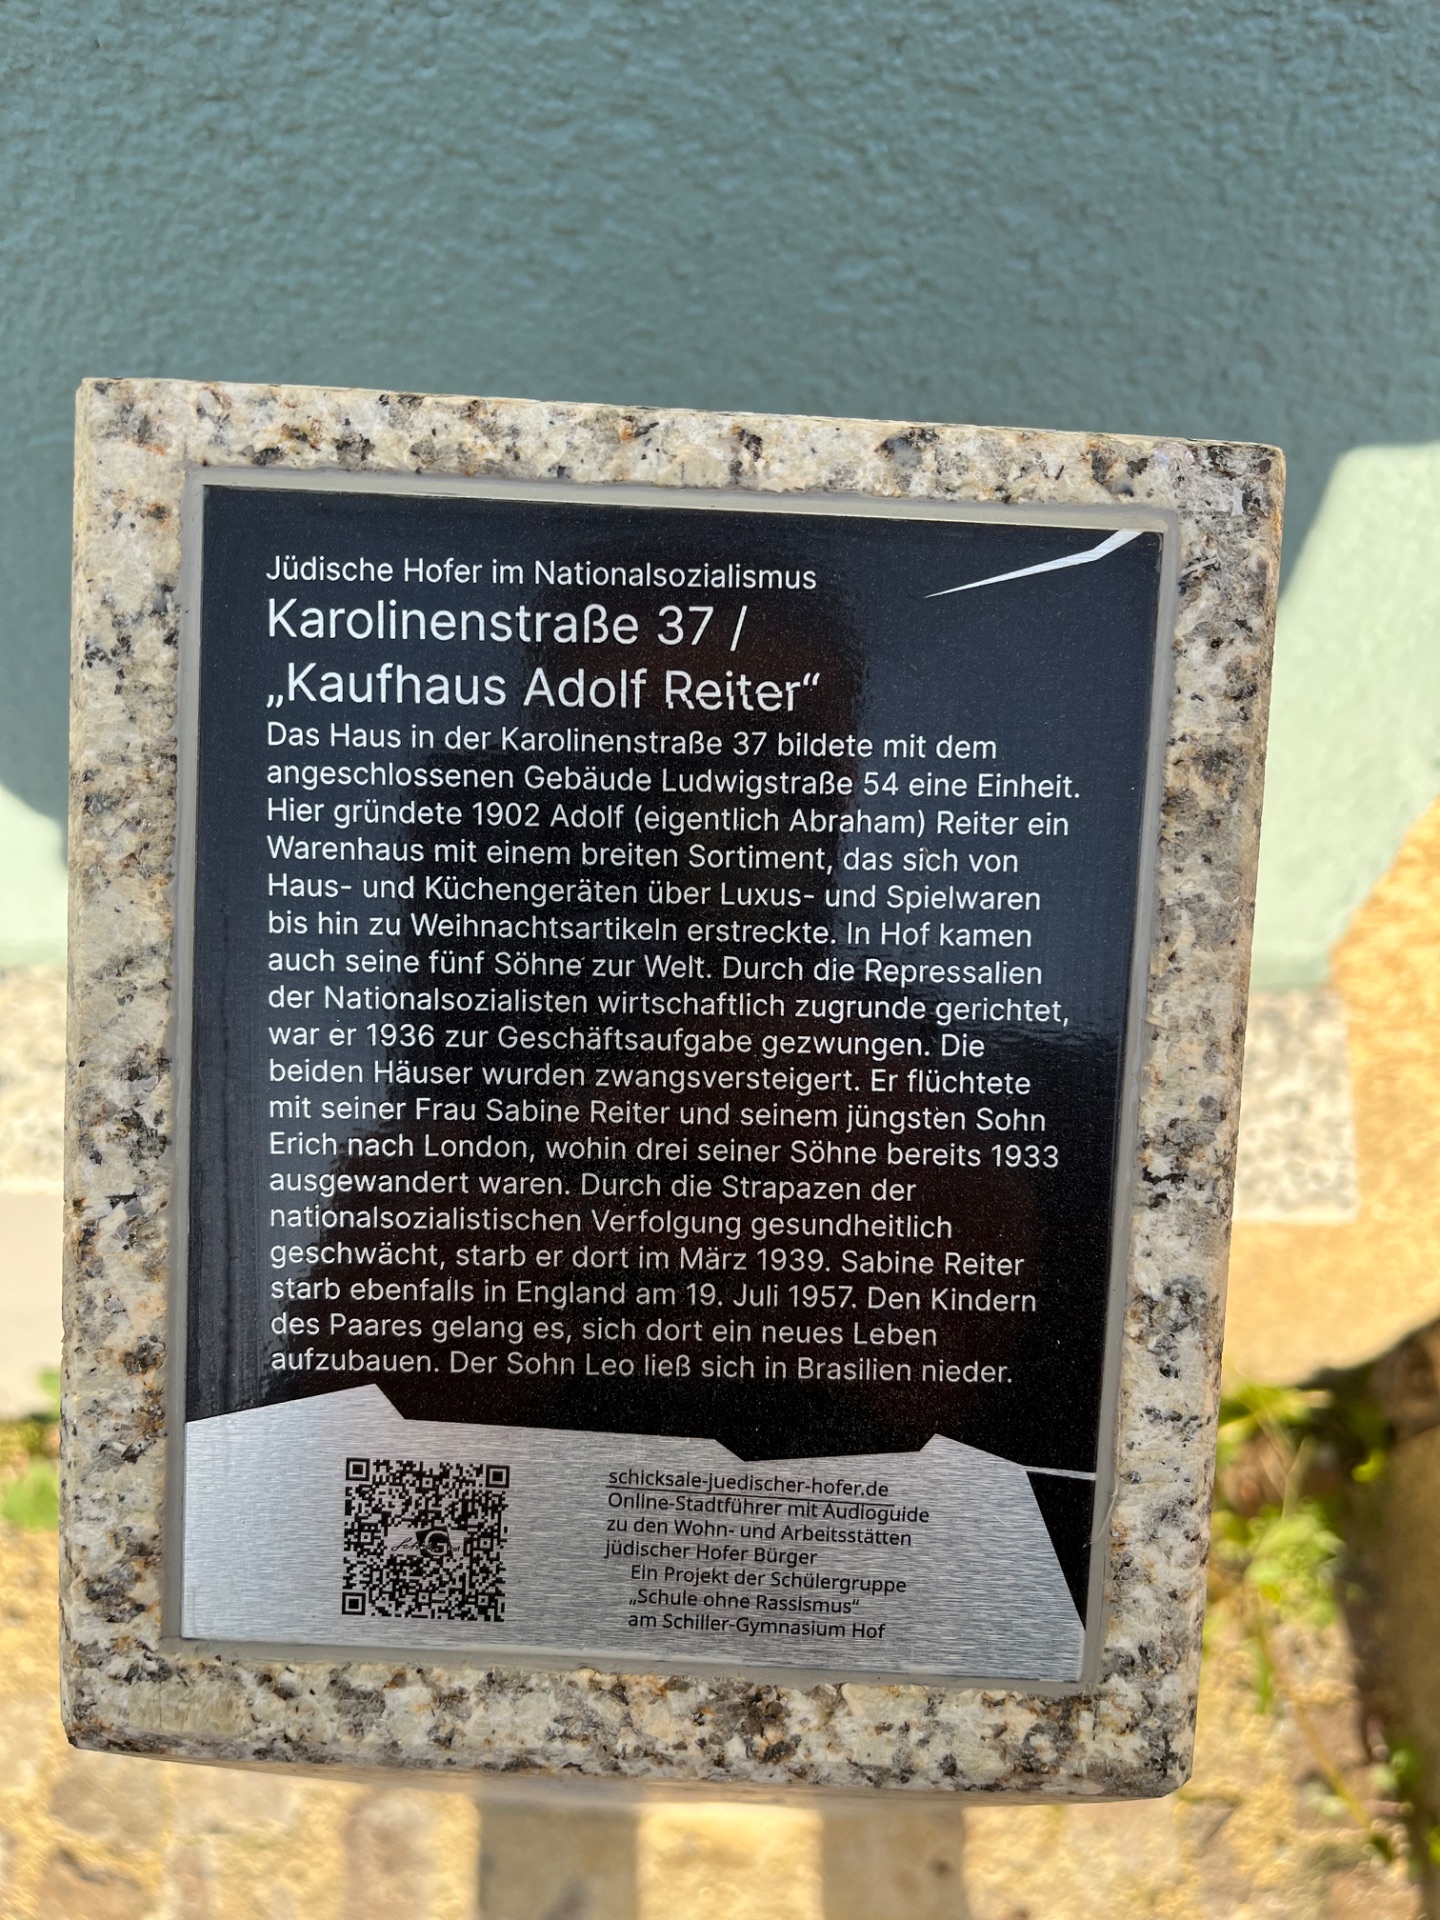 Jüdische Hofer im Nationalsozialismus
Karolinenstraße 37 /
„Kaufhaus Adolf Reiter“
Das Haus in der Karolinenstraße 37 bildete mit dem
angeschlossenen Gebäude Ludwigstraße 54 eine Einheit.
Hier gründete 1902 Adolf (eigentlich Abraham) Reiter ein
Warenhaus mit einem breiten Sortiment, das sich von
Haus- und Küchengeräten über Luxus- und Spielwaren
bis hin zu Weihnachtsartikeln erstreckte. In Hof kamen
auch seine fünf Söhne zur Welt. Durch die Repressalien
der Nationalsozialisten wirtschaftlich zugrunde gerichtet,
war er 1936 zur Geschäftsaufgabe gezwungen. Die
beiden Häuser wurden zwangsversteigert. Er flüchtete
mit seiner Frau Sabine Reiter und seinem jüngsten Sohn
Erich nach London, wohin drei seiner Söhne bereits 1933
ausgewandert waren. Durch die Strapazen der
nationalsozialistischen Verfolgung gesundheitlich
geschwächt, starb er dort im März 1939. Sabine Reiter
starb ebenfalls in England am 19. Juli 1957. Den Kindern
des Paares gelang es, sich dort ein neues Leben
aufzubauen. Der Sohn Leo ließ sich in Brasilien nieder.
schicksale-juedischer-hofer.de
Online-Stadtführer mit Audioguide
zu den Wohn- und Arbeitsstätten
jüdischer Hofer Bürger
Ein Projekt der Schülergruppe
„Schule ohne Rassismus“
am Schiller-Gymnasium Hof